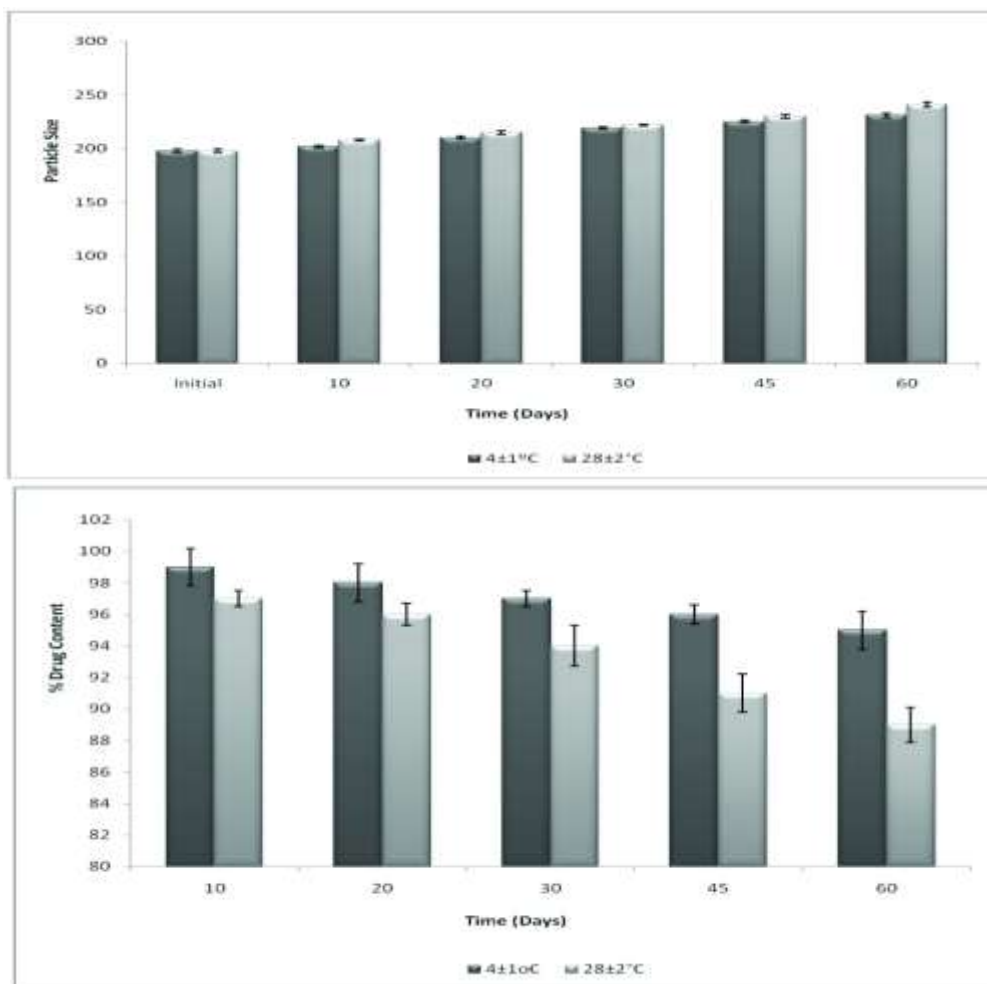 300
250
200
150
100
50
0
Particle Size
Initial 10 20 30 45 60
Time (Days)
4±1°C 28±2°C
102
100
98
96
94
92
90
88
86
84
82
80
% Drug Content
10 20 30 45 60
Time (Days)
4±1oC 28±2°C